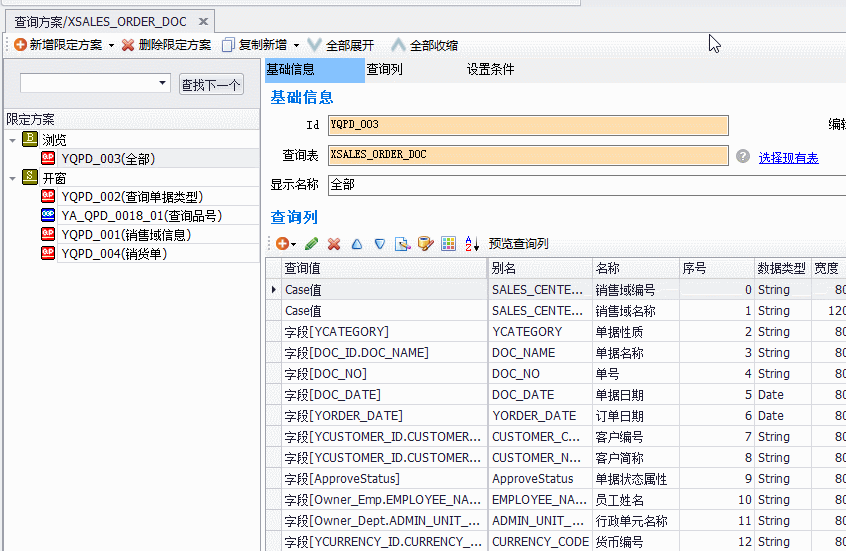 查询方案/XSALES_ORDER_DOC
新增限定方案 删除限定方案 复制新增 全部展开 全部收缩
查找下一个
限定方案
浏览
YQPD_003(全部)
开窗
YQPD_002(查询单据类型)
YA_QPD_0018_01(查询品号)
YQPD_001(销售域信息)
YQPD_004(销货单)
基础信息 查询列 设置条件
基础信息
Id YQPD_003 编辑
查询表 XSALES_ORDER_DOC 选择现有表
显示名称 全部
查询列
预览查询列
查询值 别名 名称 序号 数据类型 宽度
Case值 SALES_CENTE... 销售域编号 0 String 80
Case值 SALES_CENTE... 销售域名称 1 String 120
字段[YCATEGORY] YCATEGORY 单据性质 2 String 80
字段[DOC_ID.DOC_NAME] DOC_NAME 单据名称 3 String 80
字段[DOC_NO] DOC_NO 单号 4 String 80
字段[DOC_DATE] DOC_DATE 单据日期 5 Date 80
字段[YORDER_DATE] YORDER_DATE 订单日期 6 Date 80
字段[YCUSTOMER_ID.CUSTOMER... CUSTOMER_C... 客户编号 7 String 80
字段[YCUSTOMER_ID.CUSTOMER... CUSTOMER_N... 客户简称 8 String 80
字段[ApproveStatus] ApproveStatus 单据状态属性 9 String 80
字段[Owner_Emp.EMPLOYEE_NA... EMPLOYEE_NA... 员工姓名 10 String 80
字段[Owner_Dept.ADMIN_UNIT_... ADMIN_UNIT_... 行政单元名称 11 String 80
字段[YCURRENCY_ID.CURRENCY_... CURRENCY_CODE 货币编号 12 String 80